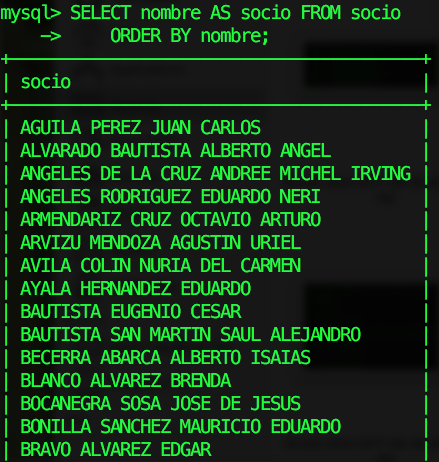 mysql> SELECT nombre AS socio FROM socio
-> ORDER BY nombre;
socio
AGUILA PEREZ JUAN CARLOS
ALVARADO BAUTISTA ALBERTO ANGEL
ANGELES DE LA CRUZ ANDREE MICHEL IRVING
ANGELES RODRIGUEZ EDUARDO NERI
ARMENDARIZ CRUZ OCTAVIO ARTURO
ARVIZU MENDOZA AGUSTIN URIEL
AVILA COLIN NURIA DEL CARMEN
AYALA HERNANDEZ EDUARDO
BAUTISTA EUGENIO CESAR
BAUTISTA SAN MARTIN SAUL ALEJANDRO
BECERRA ABARCA ALBERTO ISAIAS
BLANCO ALVAREZ BRENDA
BOCANEGRA SOSA JOSE DE JESUS
BONILLA SANCHEZ MAURICIO EDUARDO
BRAVO ALVAREZ EDGAR